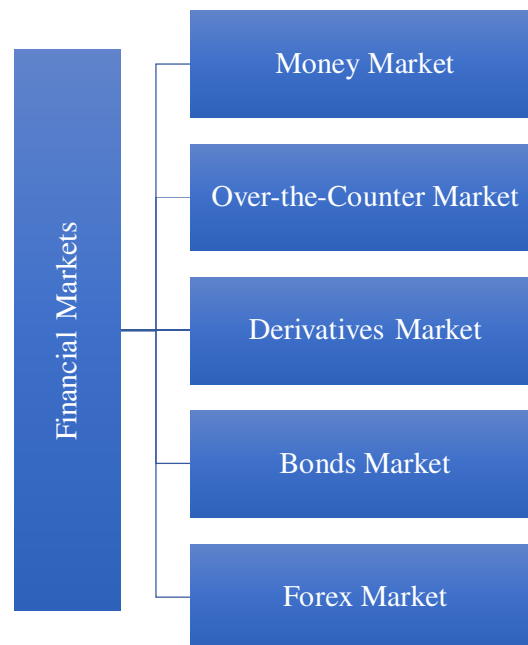 Financial Markets
Money Market
Over-the-Counter Market
Derivatives Market
Bonds Market
Forex Market